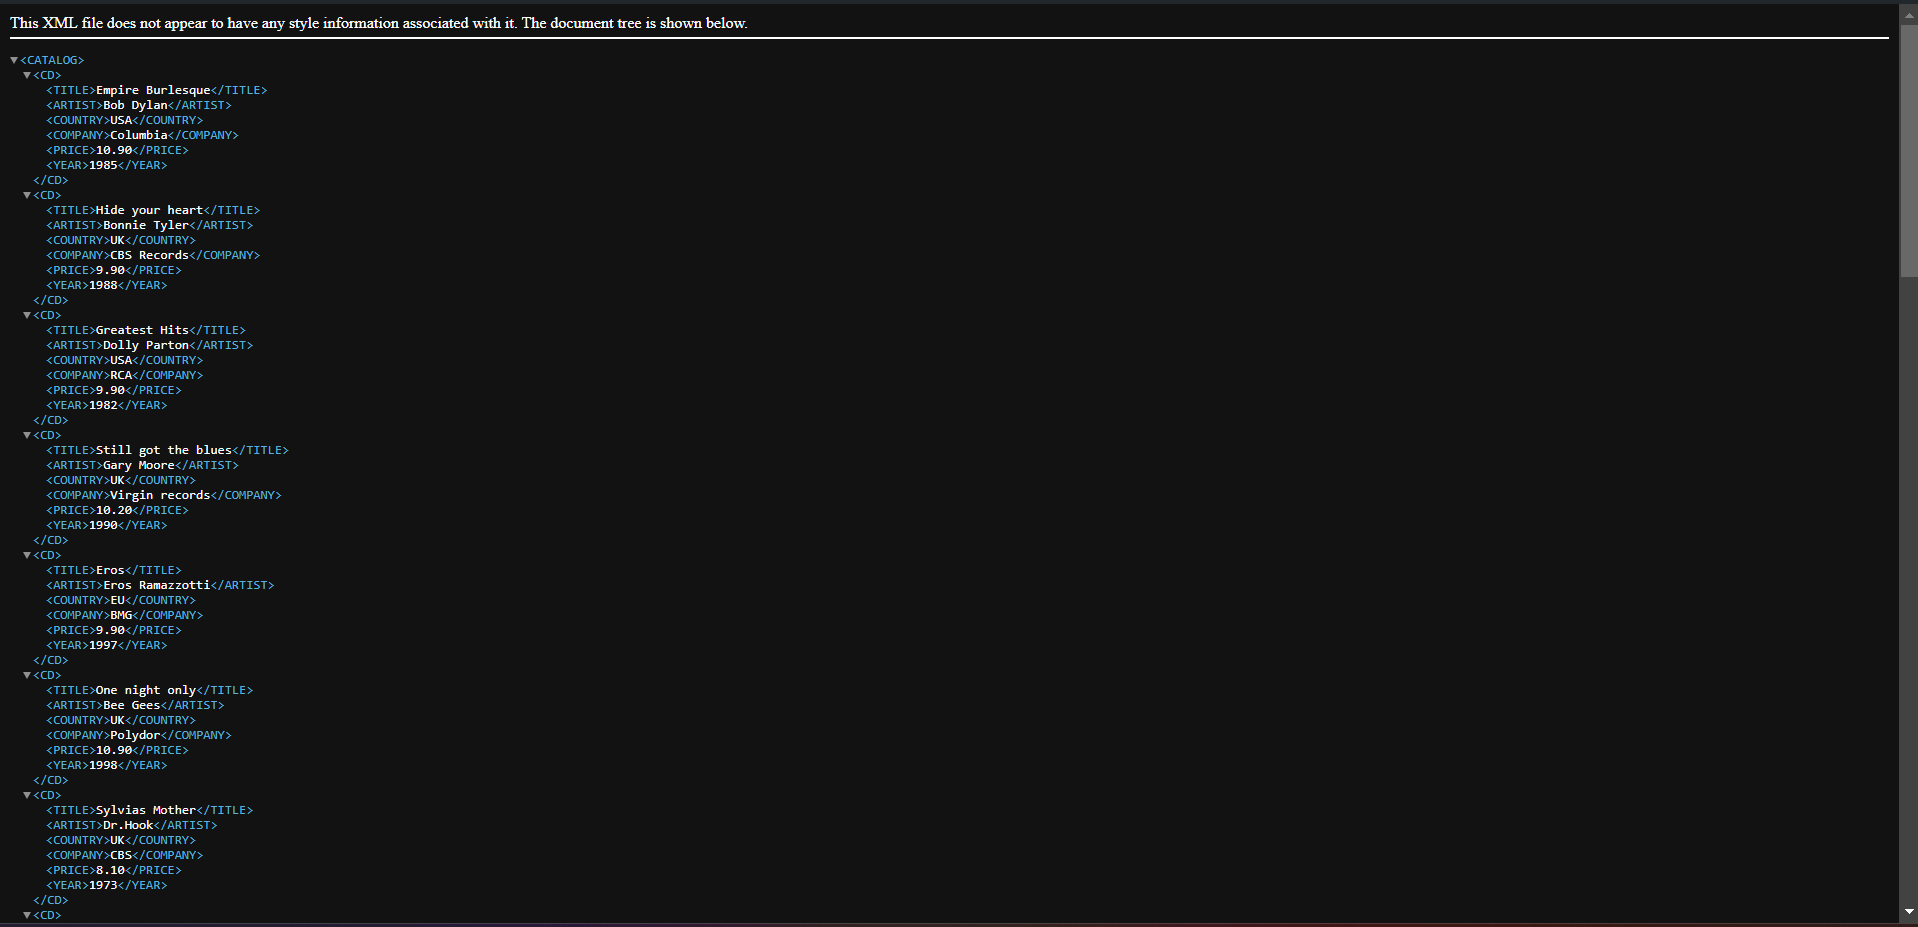 This XML file does not appear to have any style information associated with it. The document tree is shown below.
▼<CATALOG>
▼<CD>
<TITLE>Empire Burlesque</TITLE>
<ARTIST>Bob Dylan</ARTIST>
<COUNTRY>USA</COUNTRY>
<COMPANY>Columbia</COMPANY>
<PRICE>10.90</PRICE>
<YEAR>1985</YEAR>
</CD>
▼<CD>
<TITLE>Hide your heart</TITLE>
<ARTIST>Bonnie Tyler</ARTIST>
<COUNTRY>UK</COUNTRY>
<COMPANY>CBS Records</COMPANY>
<PRICE>9.90</PRICE>
<YEAR>1988</YEAR>
</CD>
▼<CD>
<TITLE>Greatest Hits</TITLE>
<ARTIST>Dolly Parton</ARTIST>
<COUNTRY>USA</COUNTRY>
<COMPANY>RCA</COMPANY>
<PRICE>9.90</PRICE>
<YEAR>1982</YEAR>
</CD>
▼<CD>
<TITLE>Still got the blues</TITLE>
<ARTIST>Gary Moore</ARTIST>
<COUNTRY>UK</COUNTRY>
<COMPANY>Virgin records</COMPANY>
<PRICE>10.20</PRICE>
<YEAR>1990</YEAR>
</CD>
▼<CD>
<TITLE>Eros</TITLE>
<ARTIST>Eros Ramazzotti</ARTIST>
<COUNTRY>EU</COUNTRY>
<COMPANY>BMG</COMPANY>
<PRICE>9.90</PRICE>
<YEAR>1997</YEAR>
</CD>
▼<CD>
<TITLE>One night only</TITLE>
<ARTIST>Bee Gees</ARTIST>
<COUNTRY>UK</COUNTRY>
<COMPANY>Polydor</COMPANY>
<PRICE>10.90</PRICE>
<YEAR>1998</YEAR>
</CD>
▼<CD>
<TITLE>Sylvias Mother</TITLE>
<ARTIST>Dr.Hook</ARTIST>
<COUNTRY>UK</COUNTRY>
<COMPANY>CBS</COMPANY>
<PRICE>8.10</PRICE>
<YEAR>1973</YEAR>
</CD>
▼<CD>